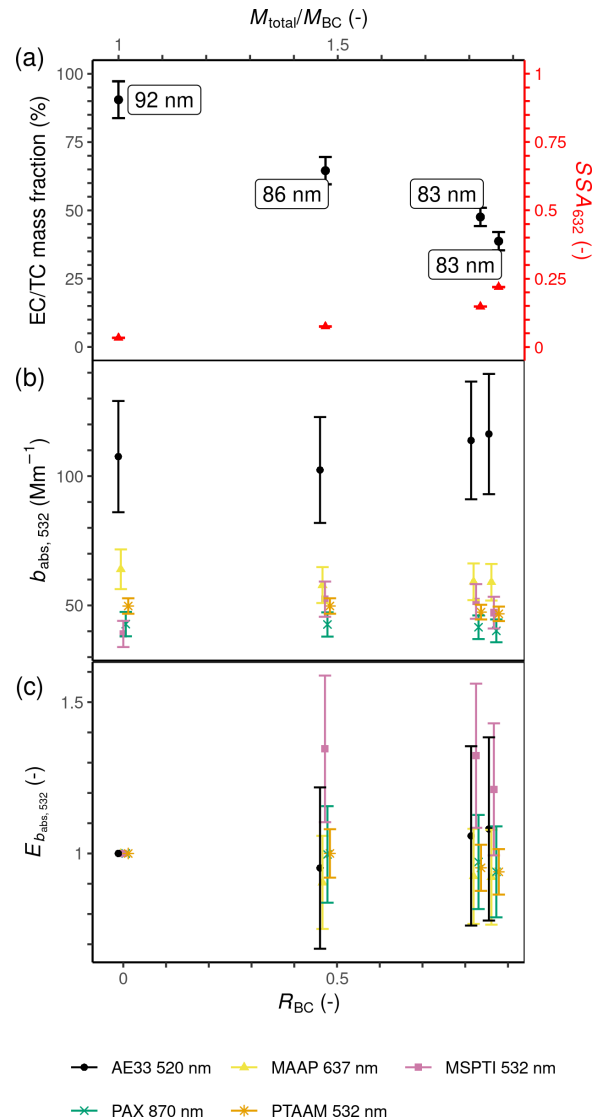 M_total/M_BC (-)
1 1.5
(a)
100
75
50
25
0
EC/TC mass fraction (%)
92 nm
86 nm
83 nm
83 nm
1
0.75
0.5
0.25
0
SSA_632 (-)
(b)
100
50
b_abs, 532 (Mm^−1)
(c)
1.5
1
E_b_abs, 532 (-)
0 0.5
R_BC (-)
AE33 520 nm MAAP 637 nm MSPTI 532 nm
PAX 870 nm PTAAM 532 nm